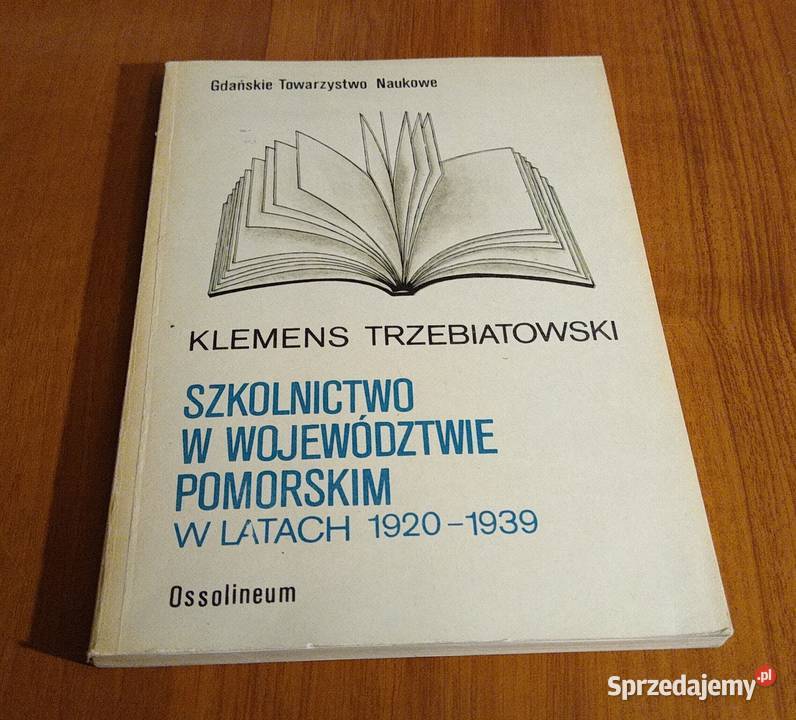 Gdańskie Towarzystwo Naukowe
KLEMENS TRZEBIATOWSKI
SZKOLNICTWO
W WOJEWÓDZTWIE
POMORSKIM
W LATACH 1920-1939
Ossolineum
Sprzedajemy.pl